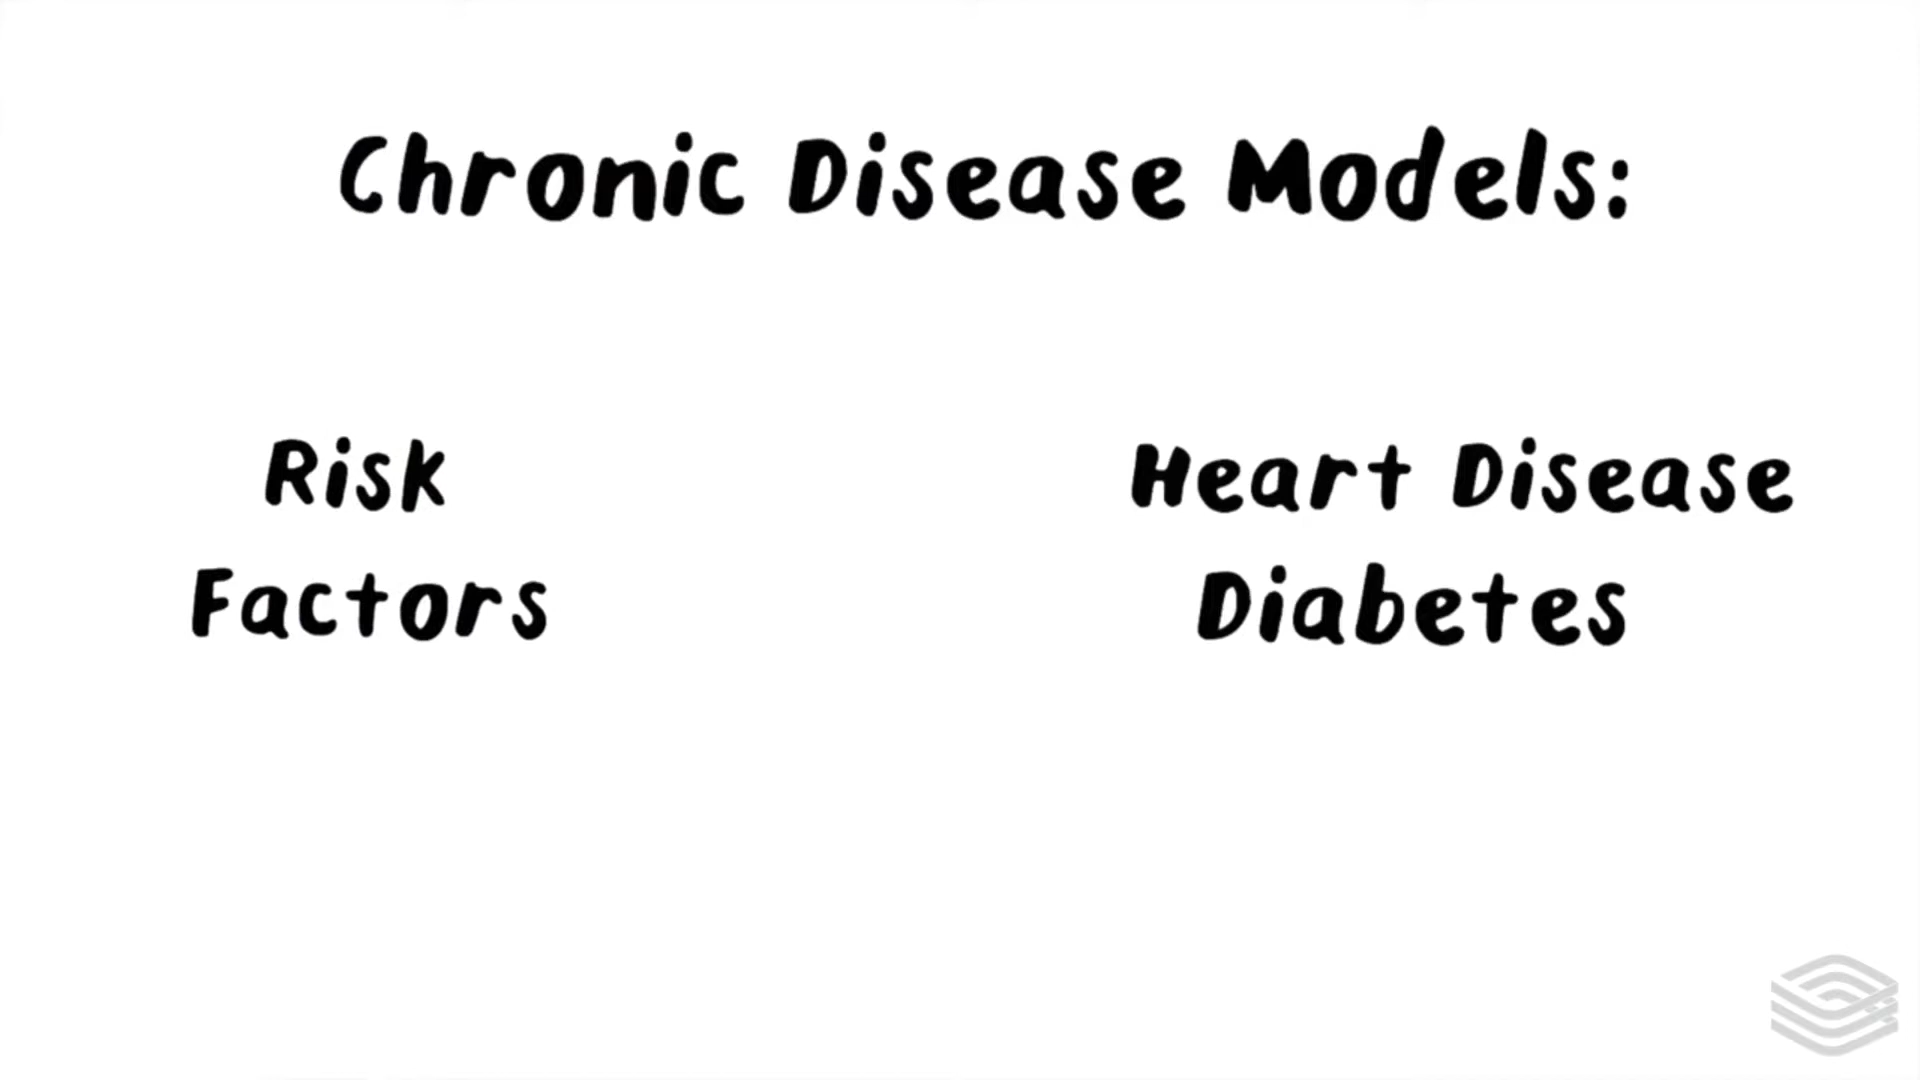 Chronic Disease Models:
Risk
Factors
Heart Disease
Diabetes